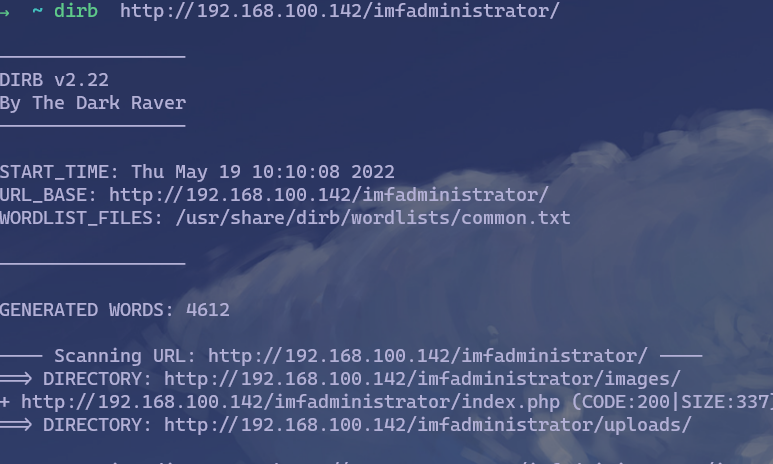 → ~ dirb http://192.168.100.142/imfadministrator/
DIRB v2.22
By The Dark Raver
START_TIME: Thu May 19 10:10:08 2022
URL_BASE: http://192.168.100.142/imfadministrator/
WORDLIST_FILES: /usr/share/dirb/wordlists/common.txt
GENERATED WORDS: 4612
---- Scanning URL: http://192.168.100.142/imfadministrator/ ----
==> DIRECTORY: http://192.168.100.142/imfadministrator/images/
+ http://192.168.100.142/imfadministrator/index.php (CODE:200|SIZE:337)
==> DIRECTORY: http://192.168.100.142/imfadministrator/uploads/